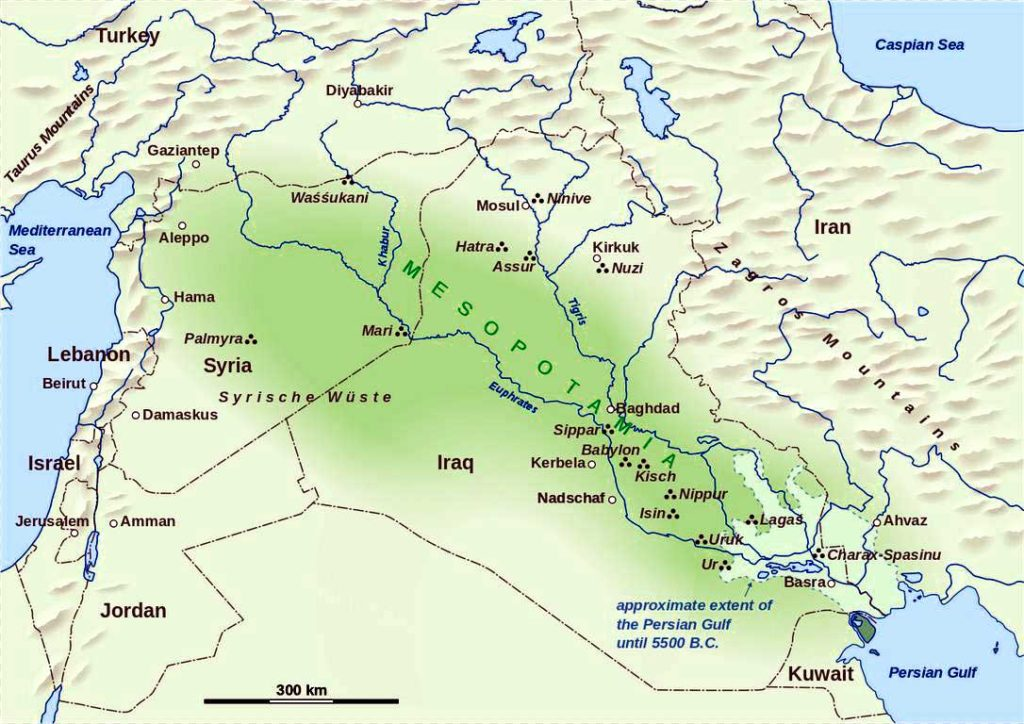 Turkey
Caspian Sea
Diyabakir
Taurus Mountains
Gaziantep
Waśśukani
Mosul
Ninive
Mediterranean
Sea
Aleppo
Khabur
Hatra
Assur
Kirkuk
Nuzi
Iran
Zagros Mountains
MESOPOTAMIA
Hama
Tigris
Mari
Palmyra
Lebanon
Syria
Beirut
Syrische Wüste
Euphrates
Damaskus
Baghdad
Sippar
Babylon
Israel
Iraq
Kerbela
Kisch
Nadschaf
Nippur
Isin
Lagaš
Jerusalem
Amman
Ahvaz
Uruk
Charax-Spasinu
Ur
Basra
Jordan
approximate extent of
the Persian Gulf
until 5500 B.C.
Kuwait
Persian Gulf
300 km